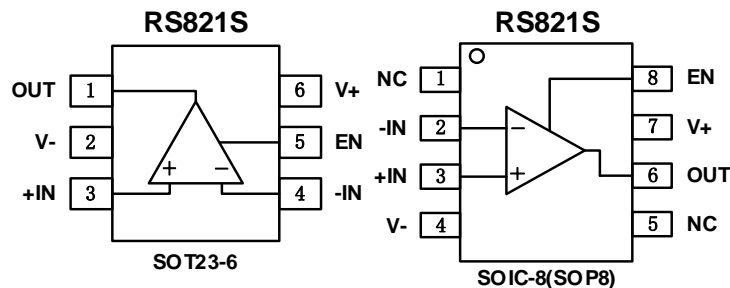 RS821S
OUT 1 6 V+
V- 2 5 EN
+IN 3 + − 4 -IN
SOT23-6
RS821S
NC 1 8 EN
-IN 2 − 7 V+
+IN 3 + 6 OUT
V- 4 5 NC
SOIC-8(SOP8)